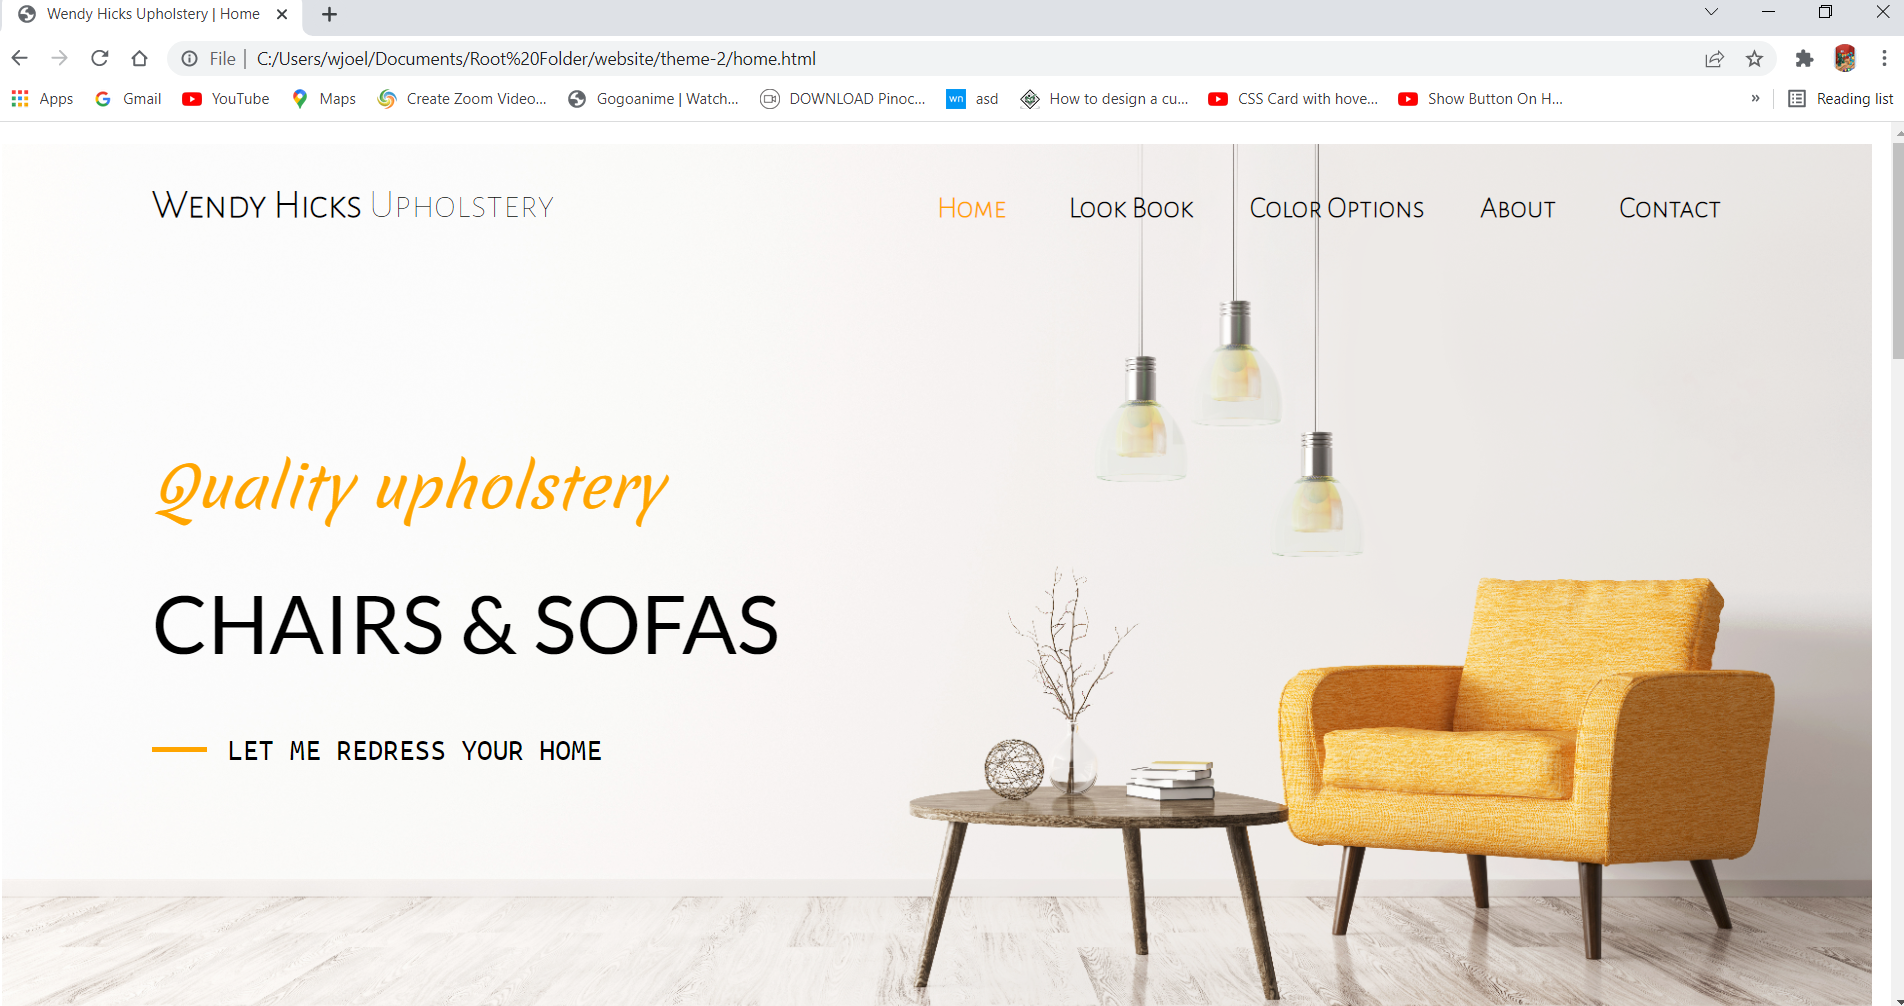 Wendy Hicks Upholstery | Home
File | C:/Users/wjoel/Documents/Root%20Folder/website/theme-2/home.html
Apps Gmail YouTube Maps Create Zoom Video... Gogoanime | Watch... DOWNLOAD Pinoc... wn asd How to design a cu... CSS Card with hove... Show Button On H... » Reading list
Wendy Hicks Upholstery
Home Look Book Color Options About Contact
Quality upholstery
CHAIRS & SOFAS
LET ME REDRESS YOUR HOME